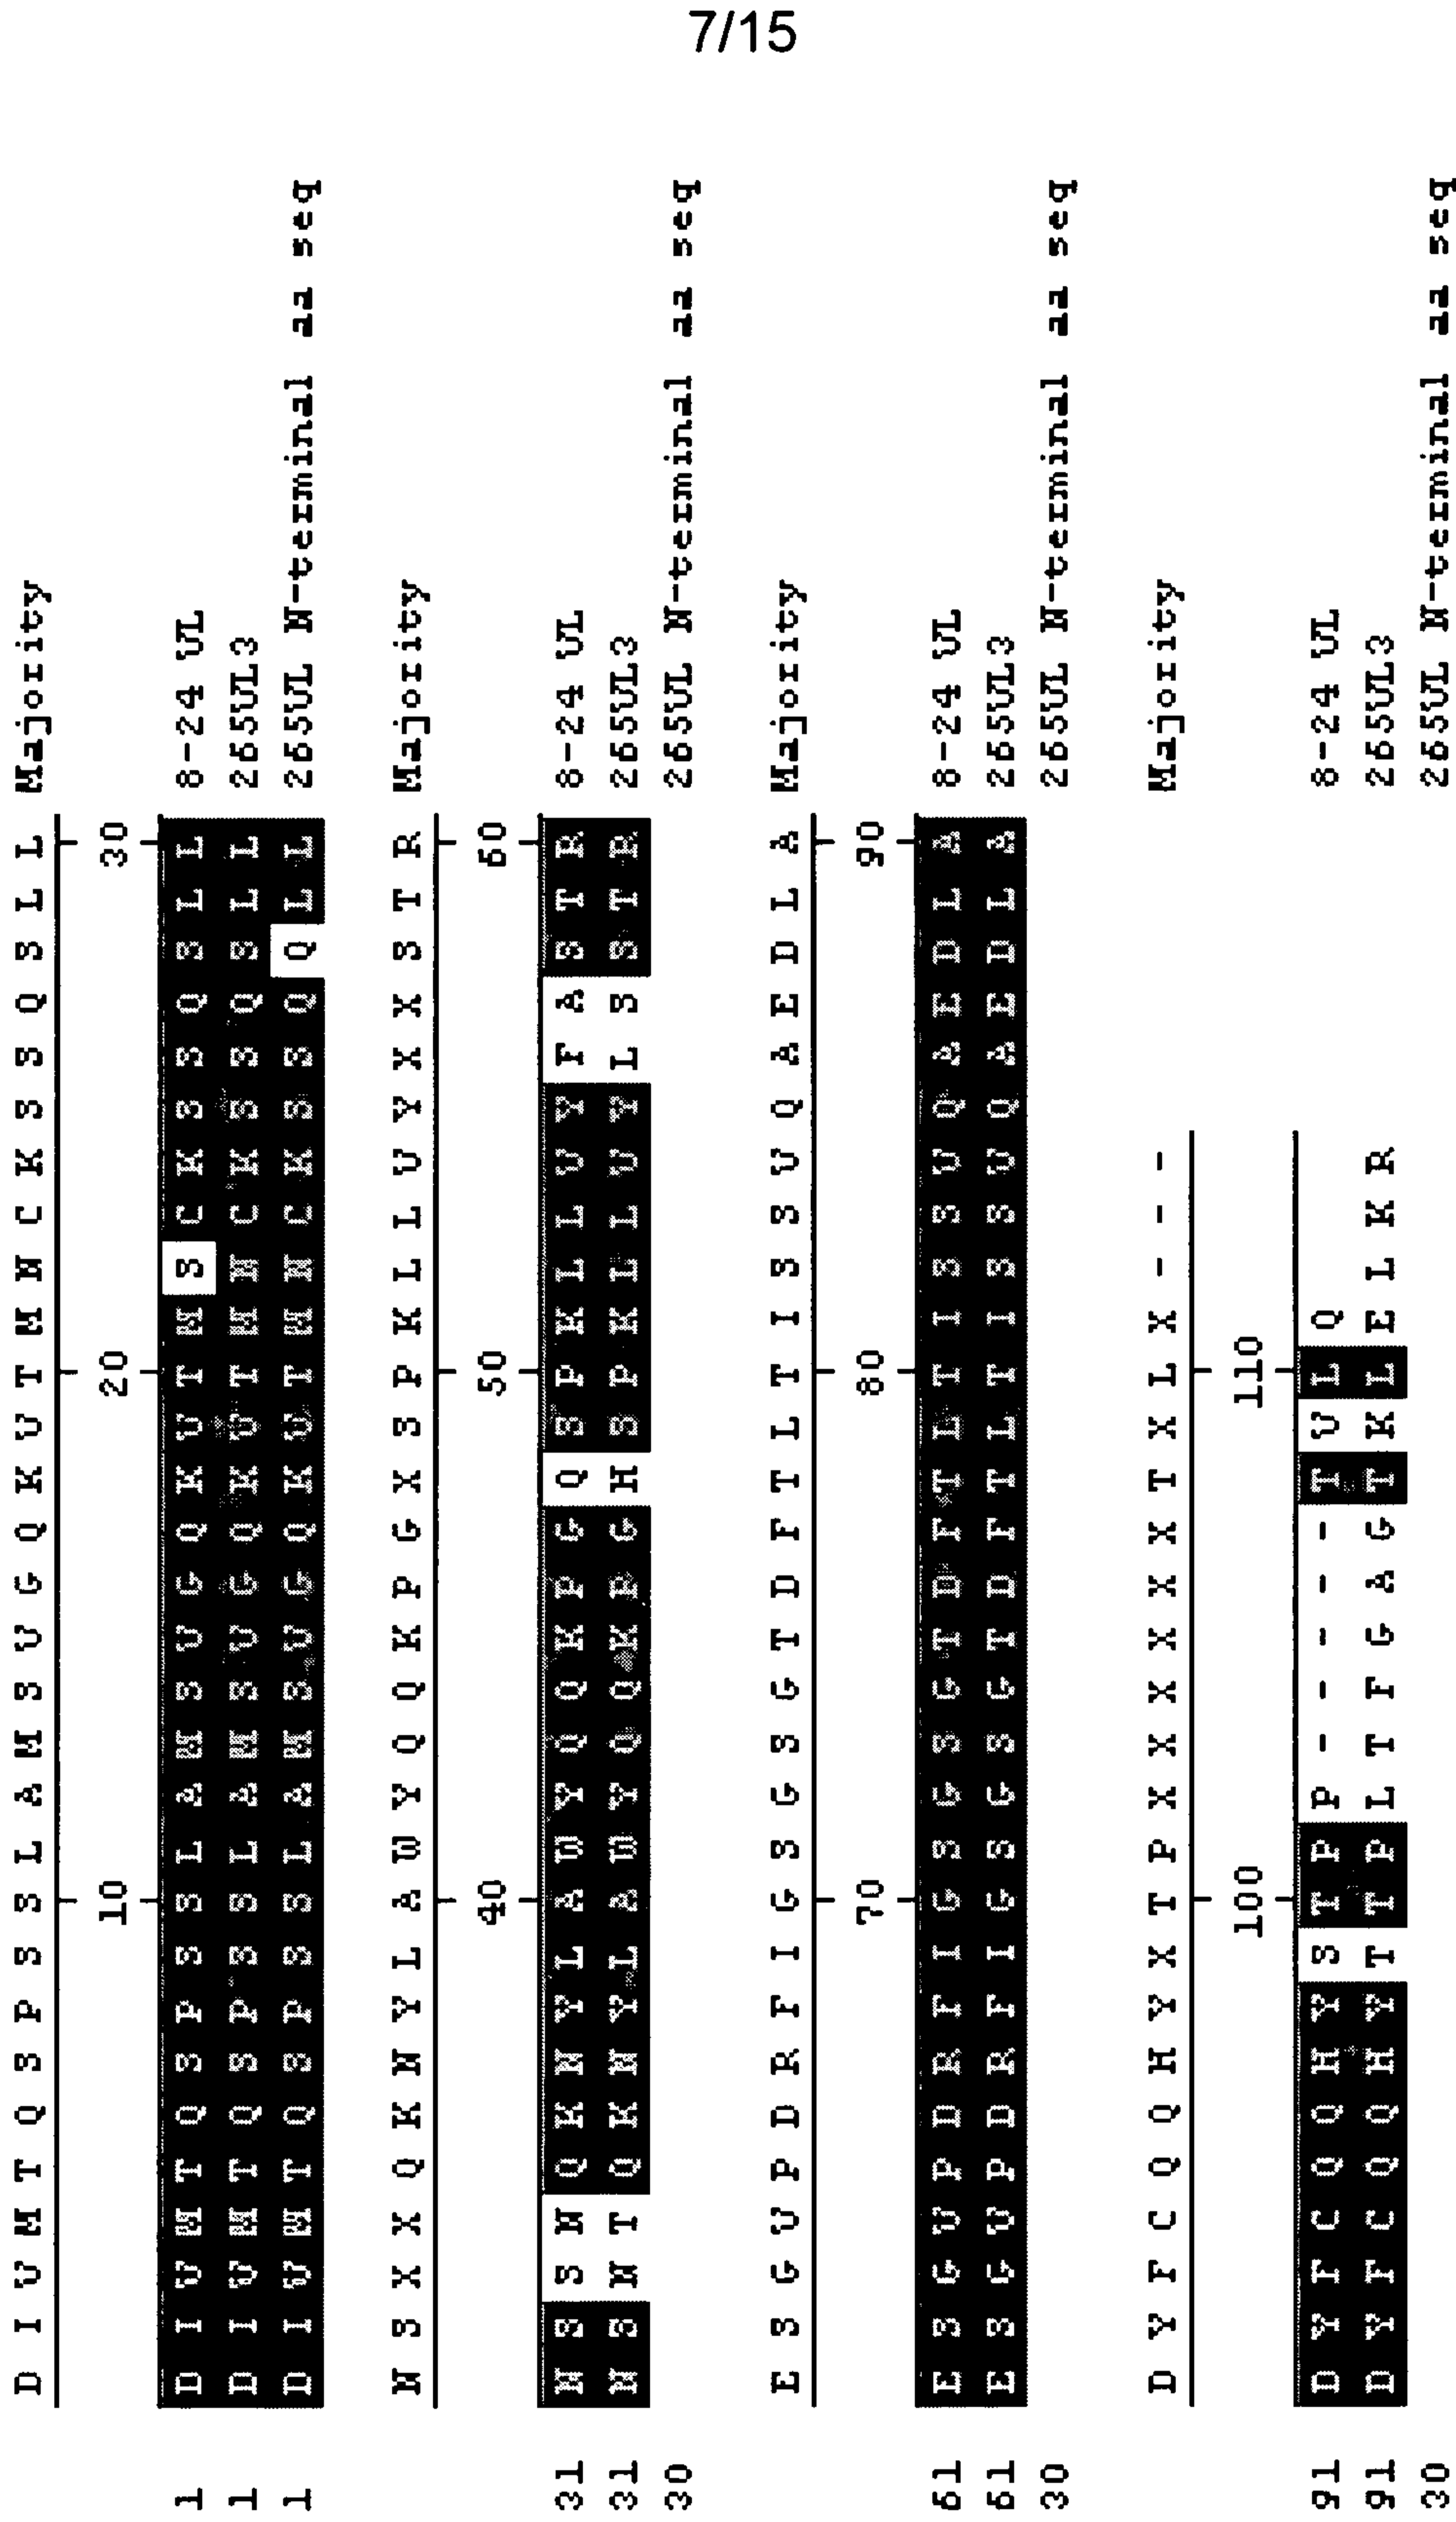 7/15
D I V M T Q S P S S L A M S V G Q K V T M N C K S S Q S L L Majority
10 20 30
1 D I V M T Q S P S S L A M S V G Q K V T M S C K S S Q S L L 8-24 VL
1 D I V M T Q S P S S L A M S V G Q K V T M N C K S S Q S L L 265VL3
1 D I V M T Q S P S S L A M S V G Q K V T M N C K S S Q Q L L 265VL N-terminal aa seq
N S X X Q K N Y L A W Y Q Q K P G X S P K L L V Y X X S T R Majority
40 50 60
31 N S S N Q K N Y L A W Y Q Q K P G Q S P K L L V Y F A S T R 8-24 VL
31 N S N T Q K N Y L A W Y Q Q K P G H S P K L L V Y L S S T R 265VL3
30 265VL N-terminal aa seq
E S G V P D R F I G S G S G T D F T L T I S S V Q A E D L A Majority
70 80 90
61 E S G V P D R F I G S G S G T D F T L T I S S V Q A E D L A 8-24 VL
61 E S G V P D R F I G S G S G T D F T L T I S S V Q A E D L A 265VL3
30 265VL N-terminal aa seq
D Y F C Q Q H Y X T P X X X X X X T X L X - - - Majority
100 110
91 D Y F C Q Q H Y S T P P - - - - - T V L Q 8-24 VL
91 D Y F C Q Q H Y T T P L T F G A G T K L E L K R 265VL3
30 265VL N-terminal aa seq